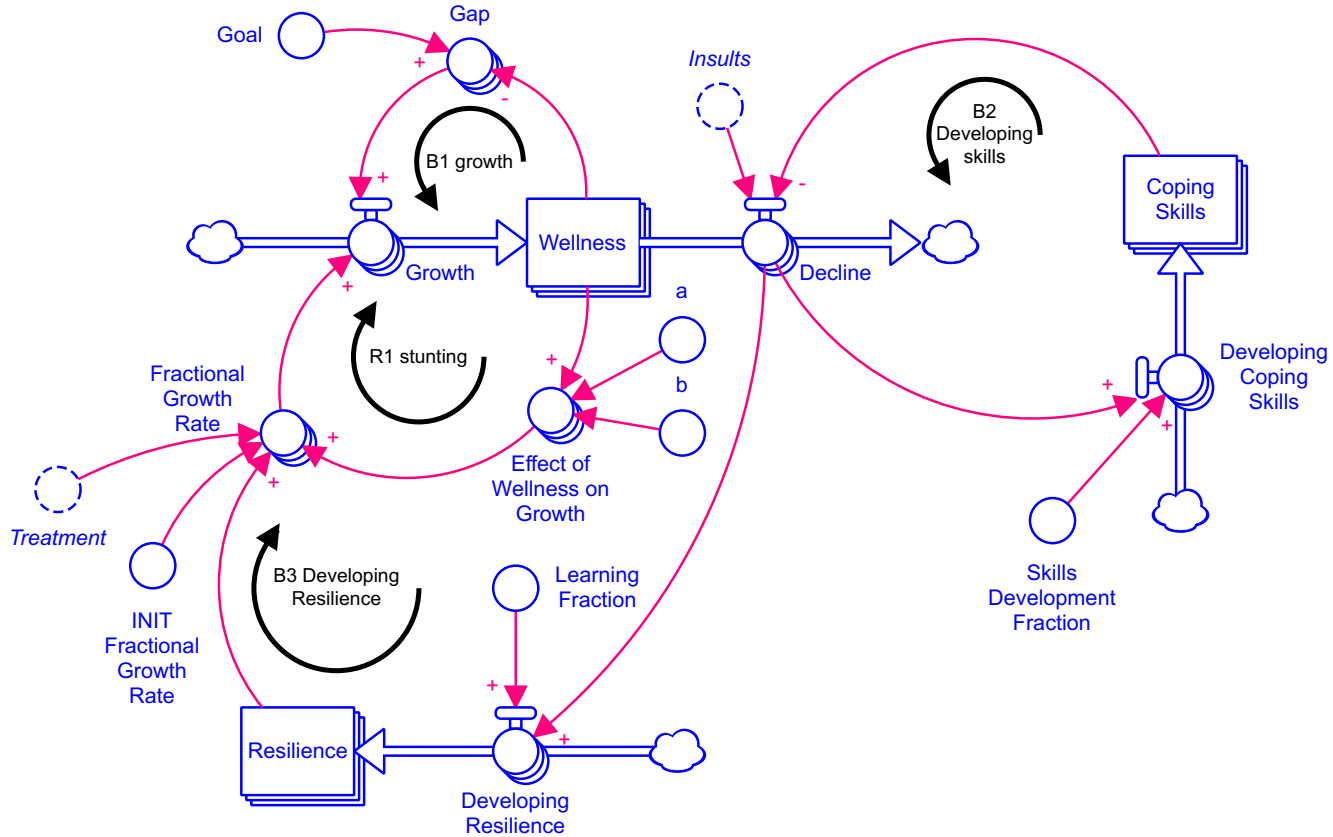 Gap
Goal
+
-
Insults
B2
Developing
skills
B1 growth
+
-
Coping
Skills
Wellness
Growth
Decline
+
a
R1 stunting
+
Developing
Coping
Skills
Fractional
Growth
Rate
b
+
+
+
+
Effect of
Wellness on
Growth
Treatment
B3 Developing
Resilience
Learning
Fraction
Skills
Development
Fraction
INIT
Fractional
Growth
Rate
+
+
Resilience
Developing
Resilience